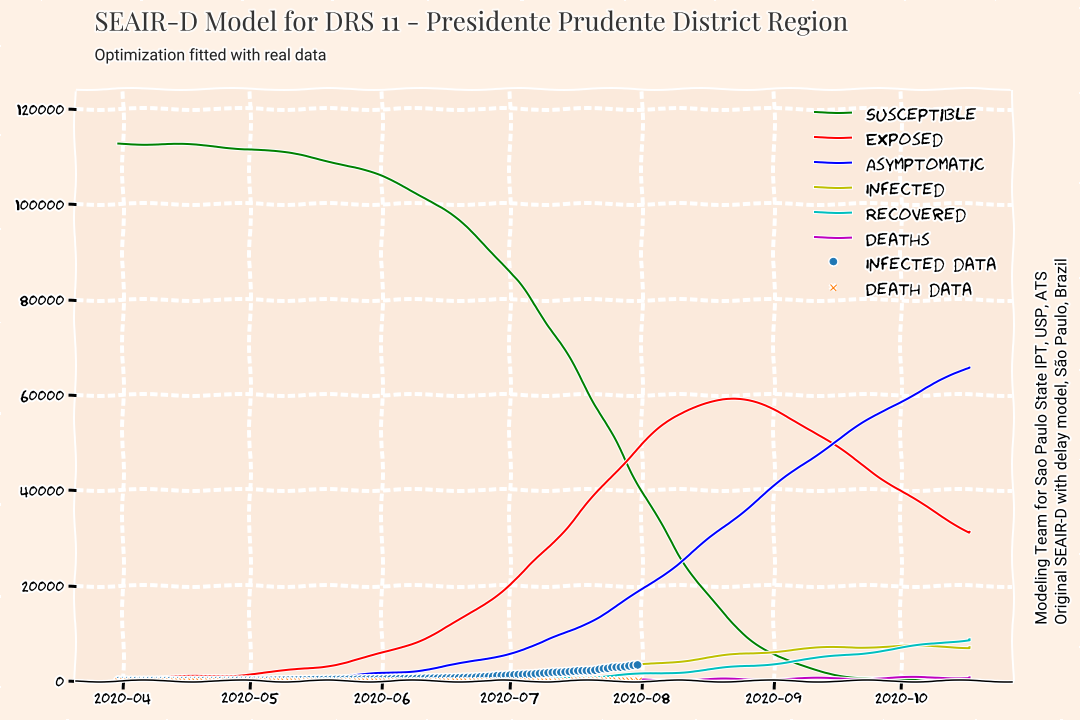 SEAIR-D Model for DRS 11 - Presidente Prudente District Region
Optimization fitted with real data
120000
100000
80000
60000
40000
20000
0
SUSCEPTIBLE
EXPOSED
ASYMPTOMATIC
INFECTED
RECOVERED
DEATHS
INFECTED DATA
DEATH DATA
2020-04
2020-05
2020-06
2020-07
2020-08
2020-09
2020-10
Modeling Team for Sao Paulo State IPT, USP, ATS
Original SEAIR-D with delay model, São Paulo, Brazil